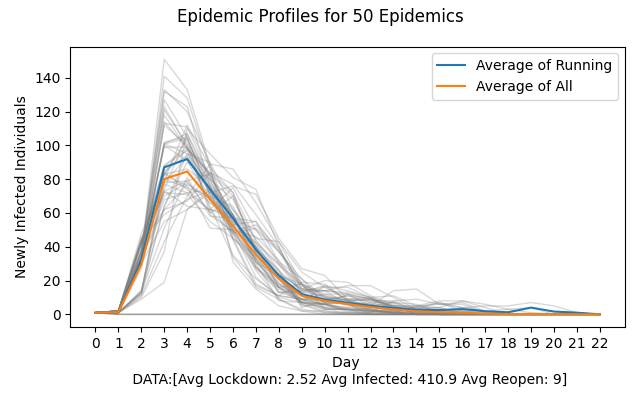 Epidemic Profiles for 50 Epidemics
Average of Running
Average of All
Newly Infected Individuals
140
120
100
80
60
40
20
0
0 1 2 3 4 5 6 7 8 9 10 11 12 13 14 15 16 17 18 19 20 21 22
Day
DATA:[Avg Lockdown: 2.52 Avg Infected: 410.9 Avg Reopen: 9]